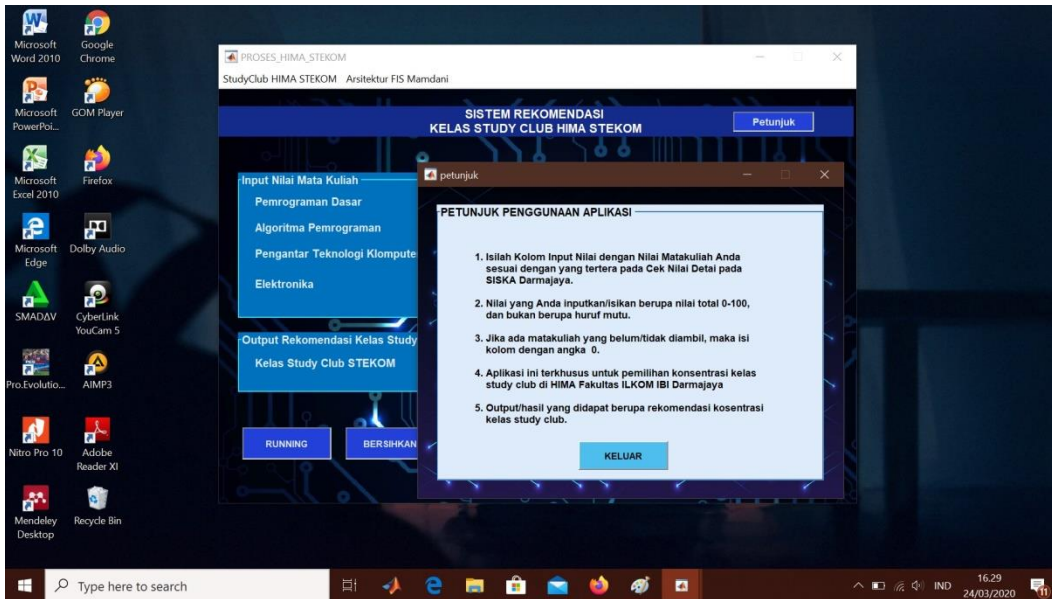 Microsoft
Word 2010
Google
Chrome
Microsoft
PowerPoi...
GOM Player
Microsoft
Excel 2010
Firefox
Microsoft
Edge
Dolby Audio
SMADΔV
CyberLink
YouCam 5
Pro.Evolutio...
AIMP3
Nitro Pro 10
Adobe
Reader XI
Mendeley
Desktop
Recycle Bin
PROSES_HIMA_STEKOM
StudyClub HIMA STEKOM Arsitektur FIS Mamdani
SISTEM REKOMENDASI
KELAS STUDY CLUB HIMA STEKOM
Petunjuk
Input Nilai Mata Kuliah
Pemrograman Dasar
Algoritma Pemrograman
Pengantar Teknologi Klompute
Elektronika
Output Rekomendasi Kelas Study
Kelas Study Club STEKOM
RUNNING
BERSIHKAN
petunjuk
PETUNJUK PENGGUNAAN APLIKASI
1. Isilah Kolom Input Nilai dengan Nilai Matakuliah Anda
sesuai dengan yang tertera pada Cek Nilai Detai pada
SISKA Darmajaya.
2. Nilai yang Anda inputkan/isikan berupa nilai total 0-100,
dan bukan berupa huruf mutu.
3. Jika ada matakuliah yang belum/tidak diambil, maka isi
kolom dengan angka 0.
4. Aplikasi ini terkhusus untuk pemilihan konsentrasi kelas
study club di HIMA Fakultas ILKOM IBI Darmajaya
5. Output/hasil yang didapat berupa rekomendasi kosentrasi
kelas study club.
KELUAR
Type here to search
IND
16.29
24/03/2020
11